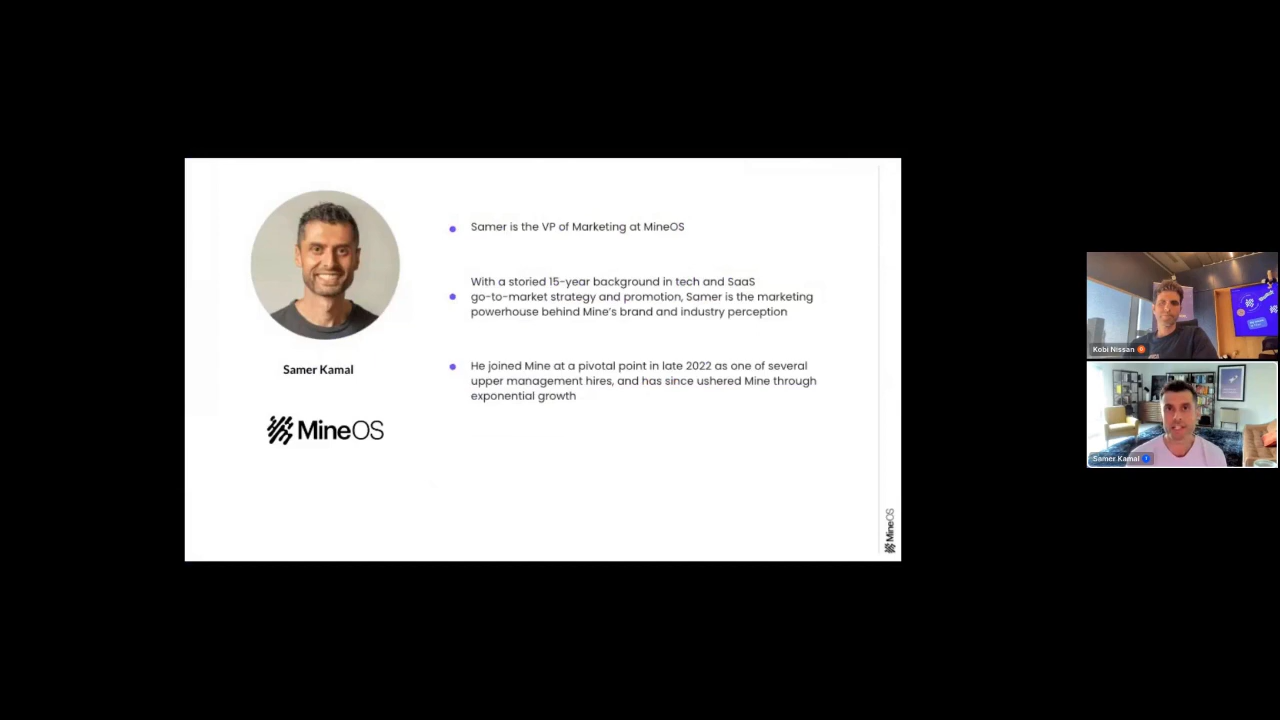 Samer is the VP of Marketing at MineOS
With a storied 15-year background in tech and SaaS
go-to-market strategy and promotion, Samer is the marketing
powerhouse behind Mine's brand and industry perception
Samer Kamal
He joined Mine at a pivotal point in late 2022 as one of several
upper management hires, and has since ushered Mine through
exponential growth
MineOS
MineOS
Kobi Nissan
Samer Kamal